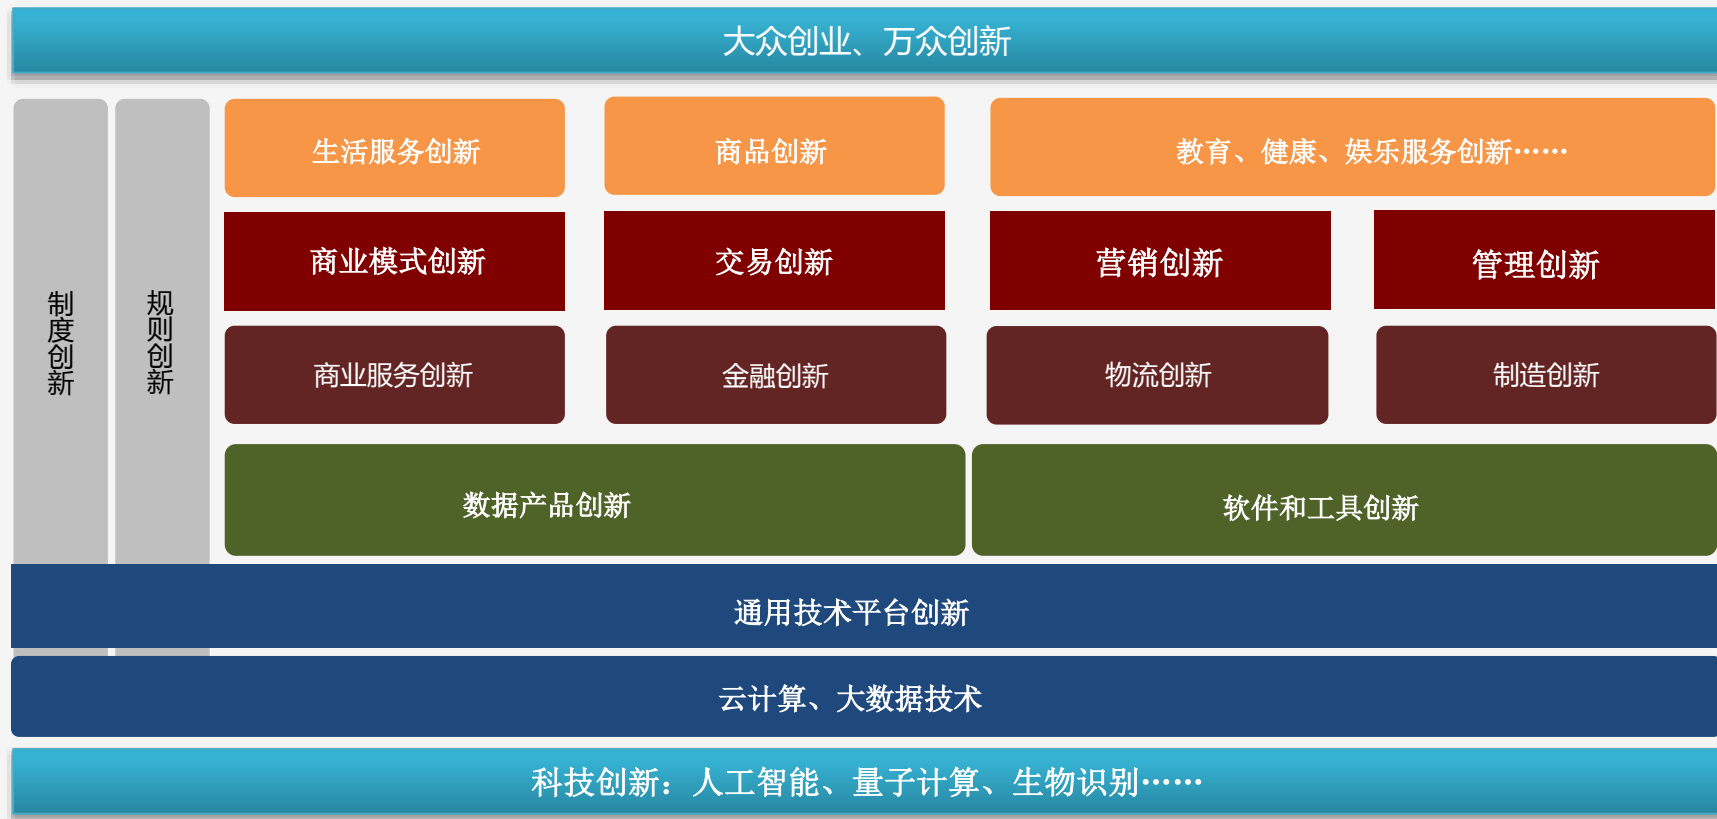 大众创业、万众创新
制度创新
规则创新
生活服务创新
商品创新
教育、健康、娱乐服务创新……
商业模式创新
交易创新
营销创新
管理创新
商业服务创新
金融创新
物流创新
制造创新
数据产品创新
软件和工具创新
通用技术平台创新
云计算、大数据技术
科技创新：人工智能、量子计算、生物识别……